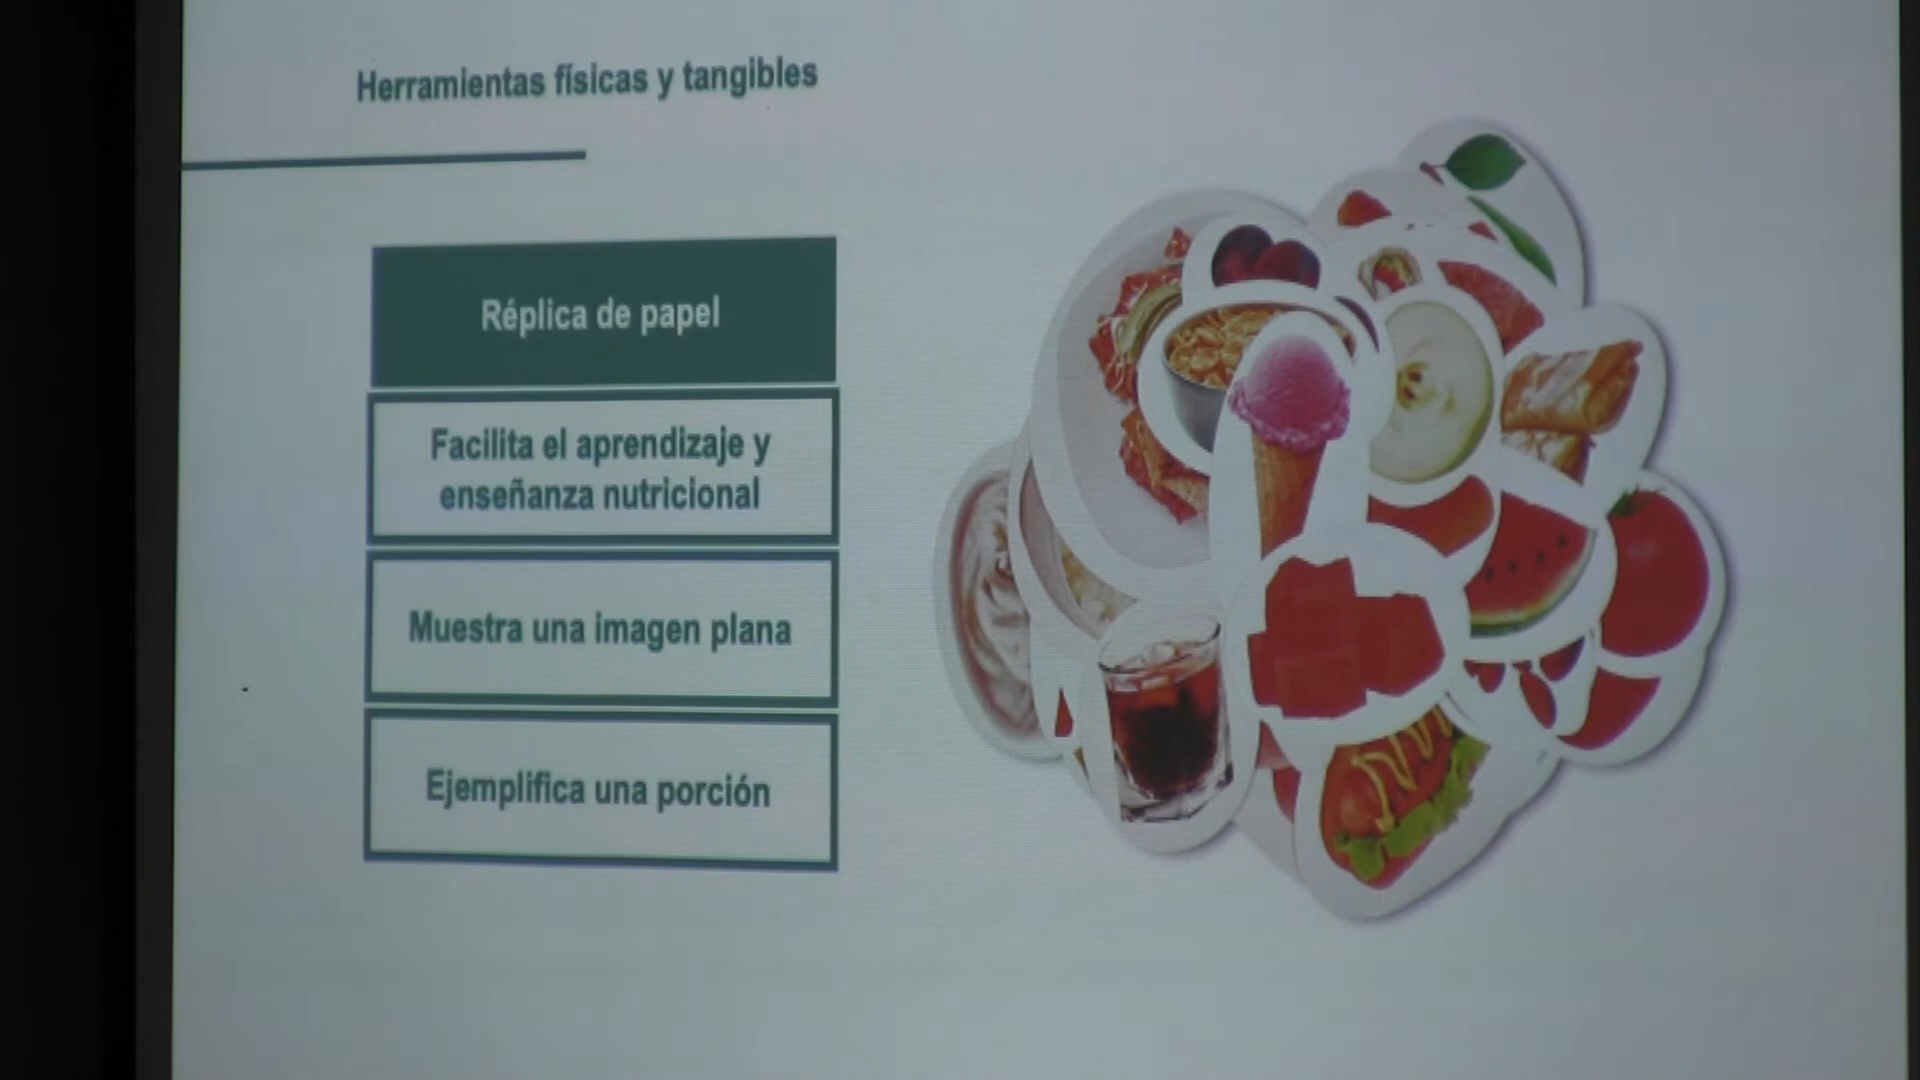 Herramientas físicas y tangibles
Réplica de papel
Facilita el aprendizaje y
enseñanza nutricional
Muestra una imagen plana
Ejemplifica una porción